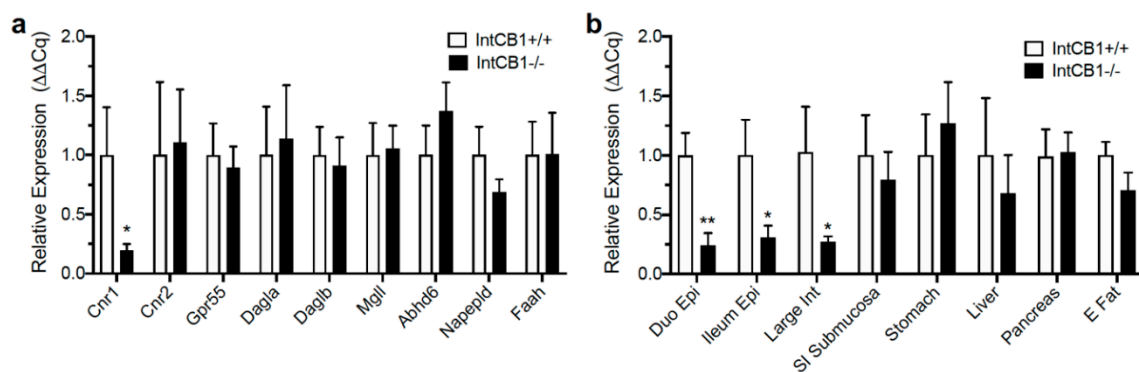 a
Relative Expression (ΔΔCq)
2.0
1.5
1.0
0.5
0.0
IntCB1+/+
IntCB1-/-
*
Cnr1
Cnr2
Gpr55
Dagla
Daglb
Mgll
Abhd6
Napepld
Faah
b
Relative Expression (ΔΔCq)
2.0
1.5
1.0
0.5
0.0
IntCB1+/+
IntCB1-/-
**
*
*
Duo Epi
Ileum Epi
Large Int
SI Submucosa
Stomach
Liver
Pancreas
E Fat